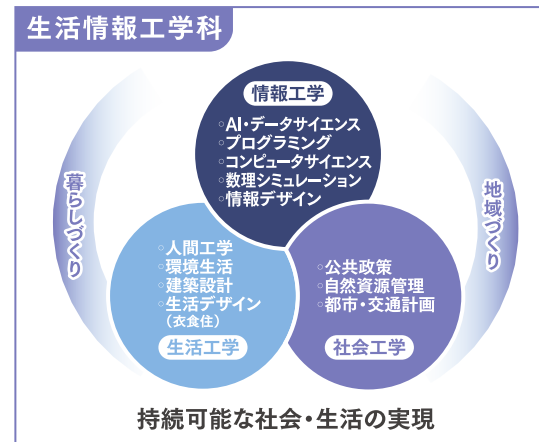 生活情報工学科
情報工学
◦AI・データサイエンス
◦プログラミング
◦コンピュータサイエンス
◦数理シミュレーション
◦情報デザイン
暮らしづくり
地域づくり
◦人間工学
◦環境生活
◦建築設計
◦生活デザイン
（衣食住）
生活工学
◦公共政策
◦自然資源管理
◦都市・交通計画
社会工学
持続可能な社会・生活の実現